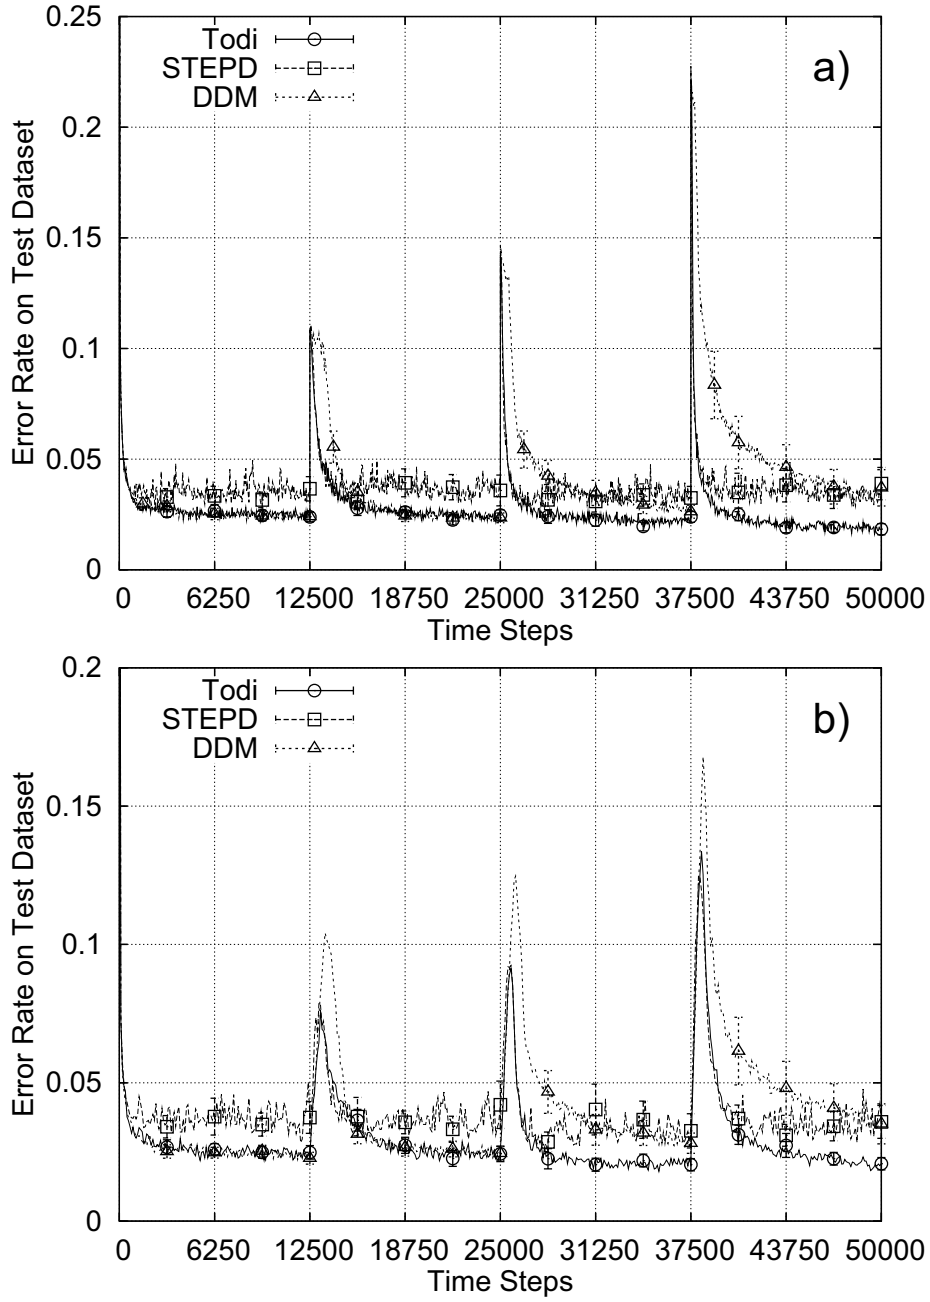 0.25
Todi
STEPD
DDM
a)
0.2
0.15
0.1
0.05
0
Error Rate on Test Dataset
0 6250 12500 18750 25000 31250 37500 43750 50000
Time Steps
0.2
Todi
STEPD
DDM
b)
0.15
0.1
0.05
0
Error Rate on Test Dataset
0 6250 12500 18750 25000 31250 37500 43750 50000
Time Steps